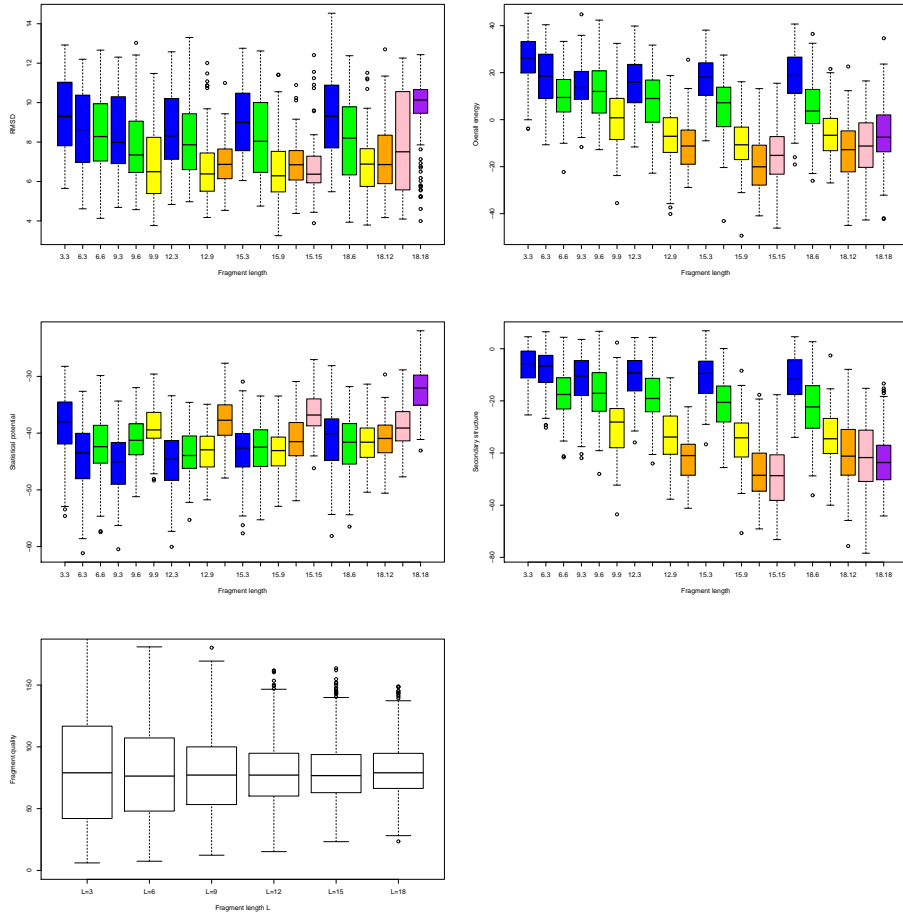 RMSD
14
12
10
8
6
4
3.3 6.3 6.6 9.3 9.6 9.9 12.3 12.9 15.3 15.9 15.15 18.6 18.12 18.18
Fragment length
Overall energy
40
20
0
−20
−40
3.3 6.3 6.6 9.3 9.6 9.9 12.3 12.9 15.3 15.9 15.15 18.6 18.12 18.18
Fragment length
Statistical potential
−30
−40
−50
−60
3.3 6.3 6.6 9.3 9.6 9.9 12.3 12.9 15.3 15.9 15.15 18.6 18.12 18.18
Fragment length
Secondary structure
0
−20
−40
−60
−80
3.3 6.3 6.6 9.3 9.6 9.9 12.3 12.9 15.3 15.9 15.15 18.6 18.12 18.18
Fragment length
Fragment quality
150
100
50
0
L=3 L=6 L=9 L=12 L=15 L=18
Fragment length L